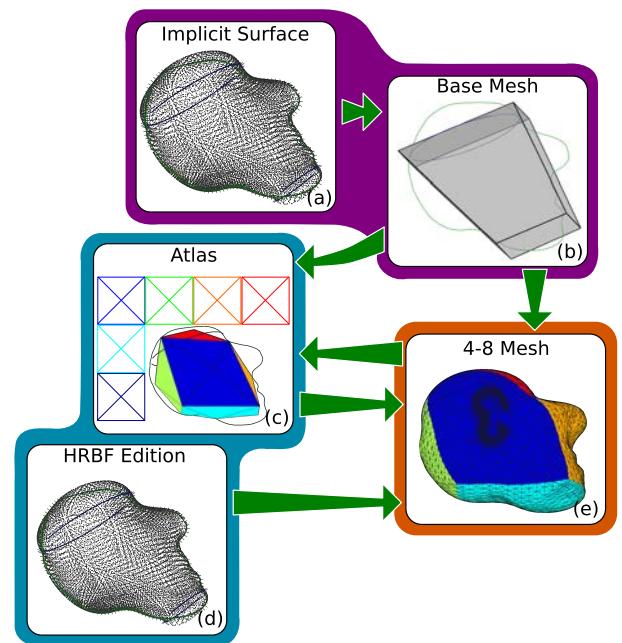 Implicit Surface
(a)
Base Mesh
(b)
Atlas
(c)
4-8 Mesh
(e)
HRBF Edition
(d)